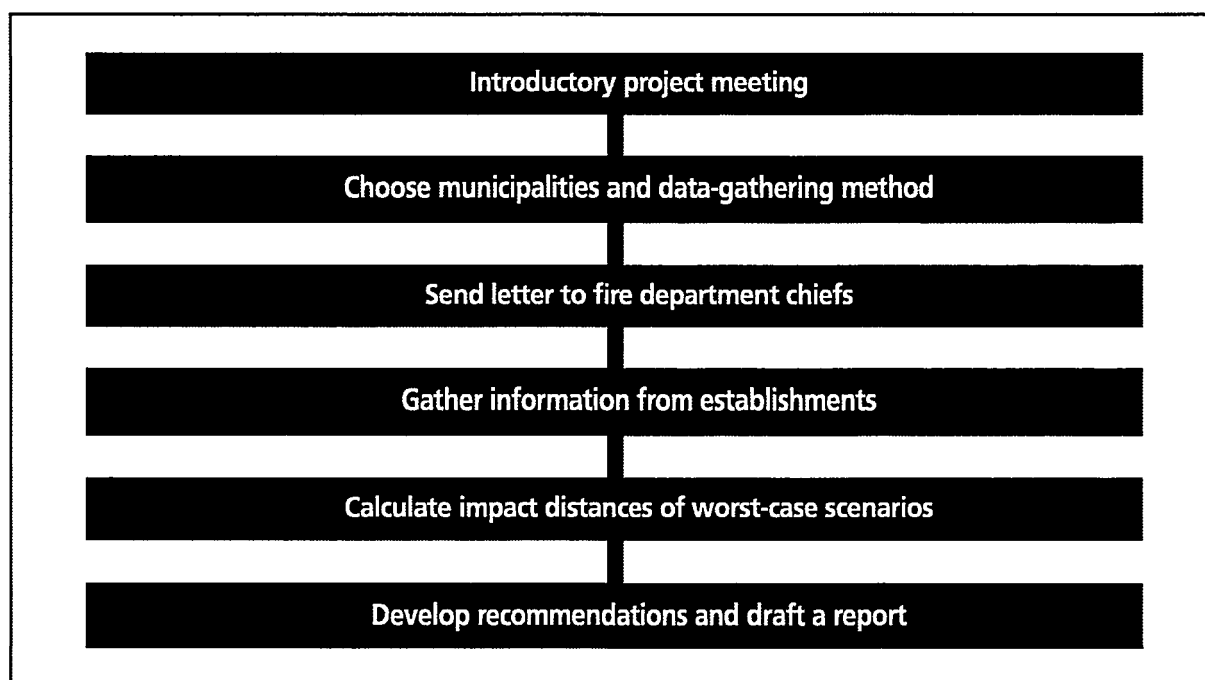 Introductory project meeting
Choose municipalities and data-gathering method
Send letter to fire department chiefs
Gather information from establishments
Calculate impact distances of worst-case scenarios
Develop recommendations and draft a report